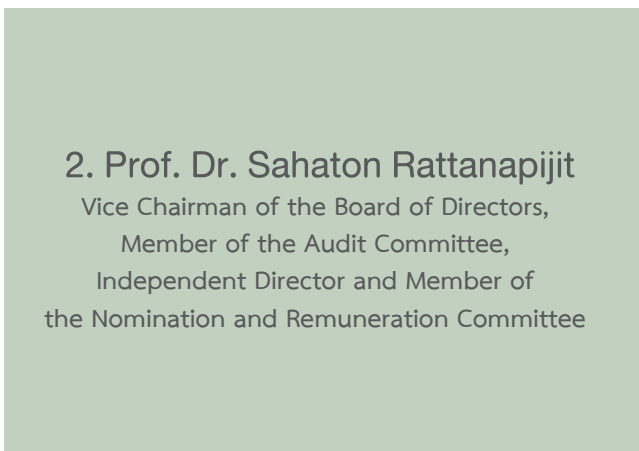 2. Prof. Dr. Sahaton Rattanapijit
Vice Chairman of the Board of Directors,
Member of the Audit Committee,
Independent Director and Member of
the Nomination and Remuneration Committee